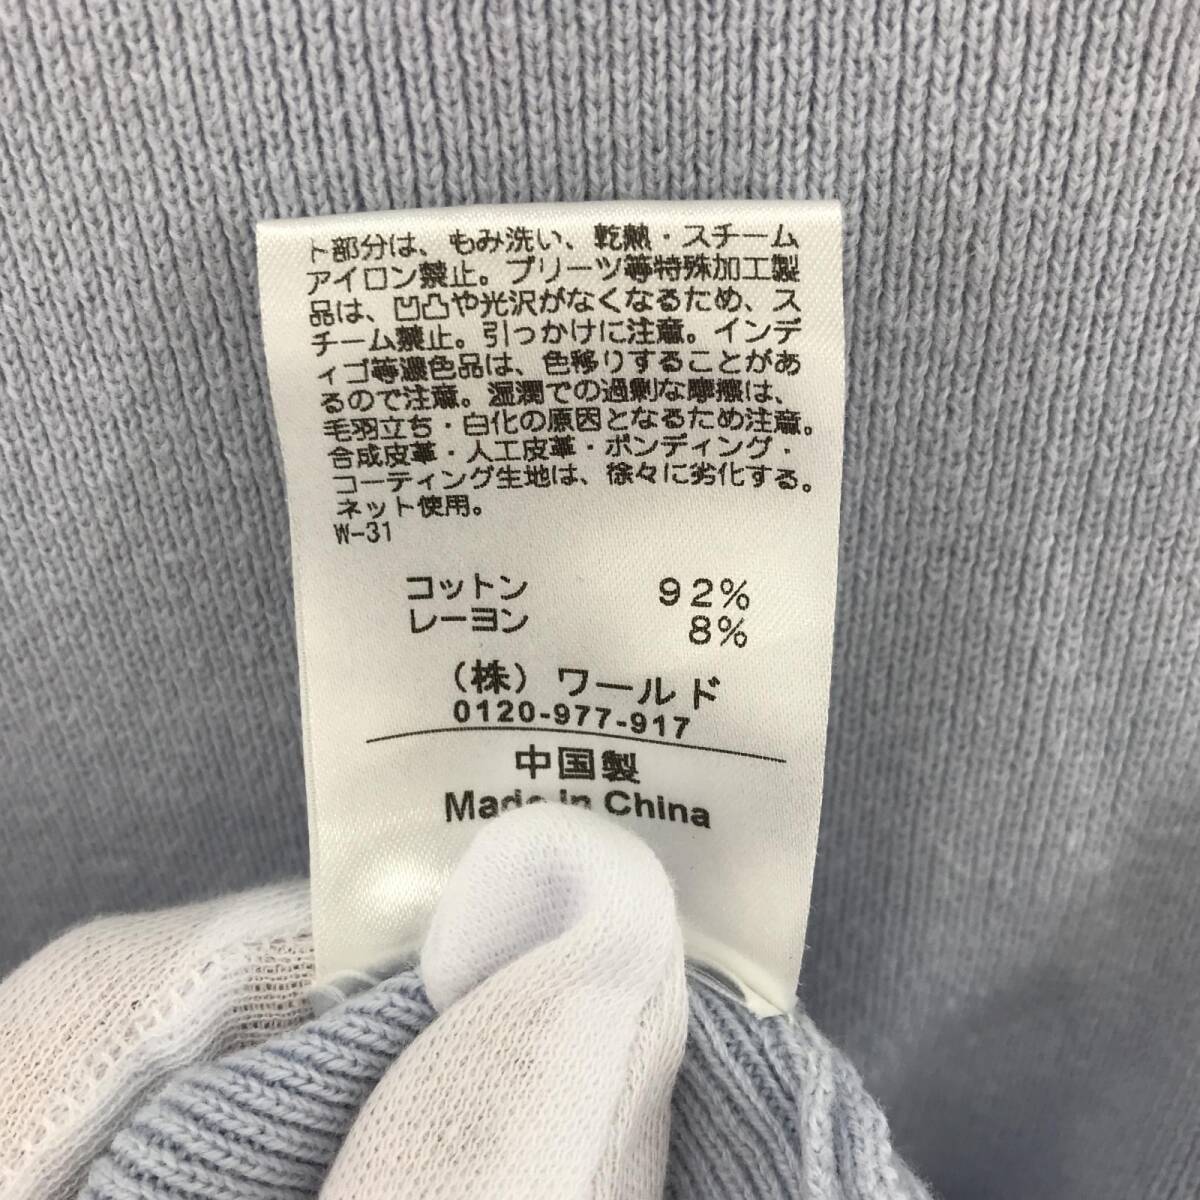 ト部分は、もみ洗い、乾熱・スチーム
アイロン禁止。プリーツ等特殊加工製
品は、凹凸や光沢がなくなるため、ス
チーム禁止。引っかけに注意。インデ
ィゴ等濃色品は、色移りすることがあ
るので注意。湿潤での過剰な摩擦は、
毛羽立ち・白化の原因となるため注意。
合成皮革・人工皮革・ボンディング・
コーティング生地は、徐々に劣化する。
ネット使用。
W-31
コットン 92%
レーヨン 8%
(株)ワールド
0120-977-917
中国製
Made in China